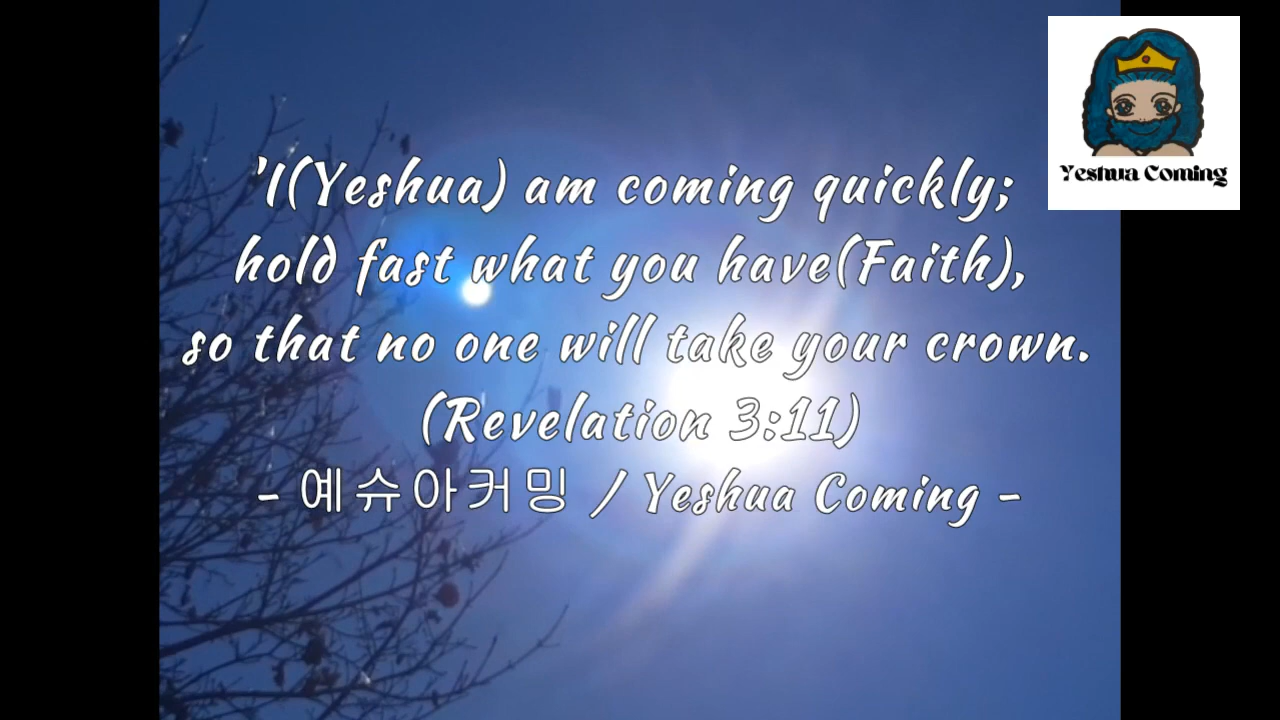 'I(Yeshua) am coming quickly;
hold fast what you have(Faith),
so that no one will take your crown.
(Revelation 3:11)
- 예슈아커밍 / Yeshua Coming -
Yeshua Coming